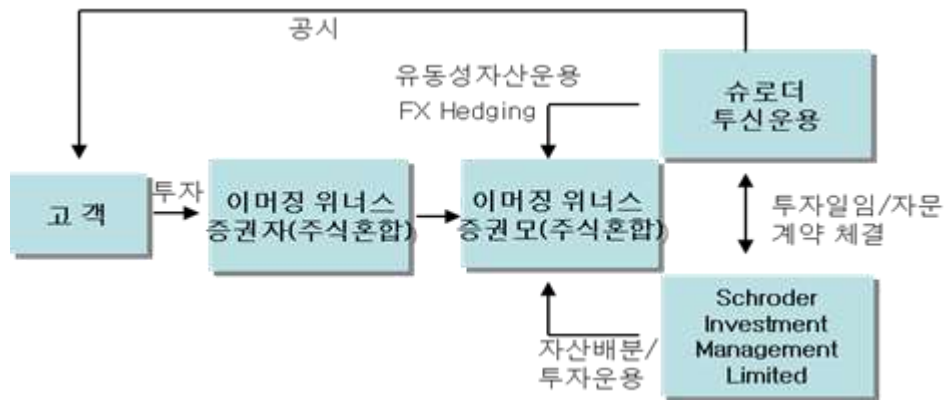 공시
유동성자산운용
FX Hedging
슈로더
투신운용
고 객
투자
이머징 위너스
증권자(주식혼합)
이머징 위너스
증권모(주식혼합)
투자일임/자문
계약 체결
자산배분/
투자운용
Schroder
Investment
Management
Limited